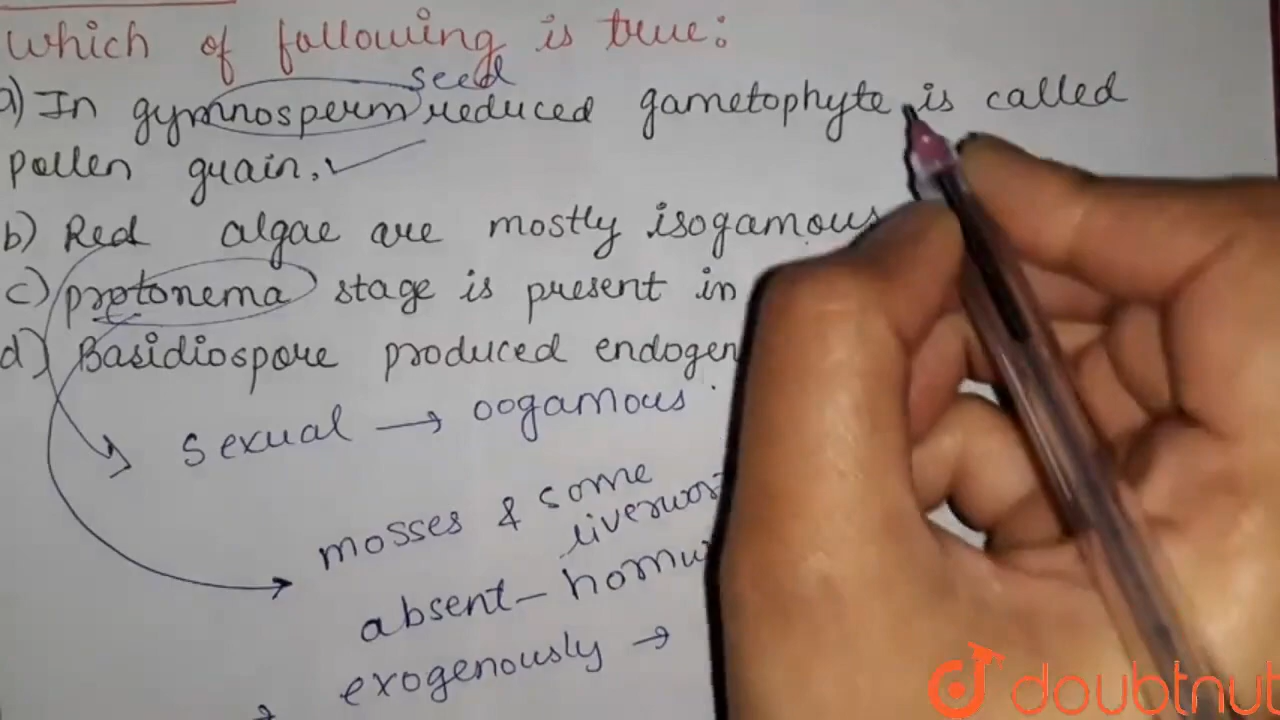 Which of following is true:
seed
a) In gymnosperm reduced gametophyte is called
pollen grain.
b) Red algae are mostly isogamous
c) protonema stage is present in
d) Basidiospore produced endogen
sexual → oogamous
mosses & some
liverwor
absent - hornw
exogenously →
doubtnut